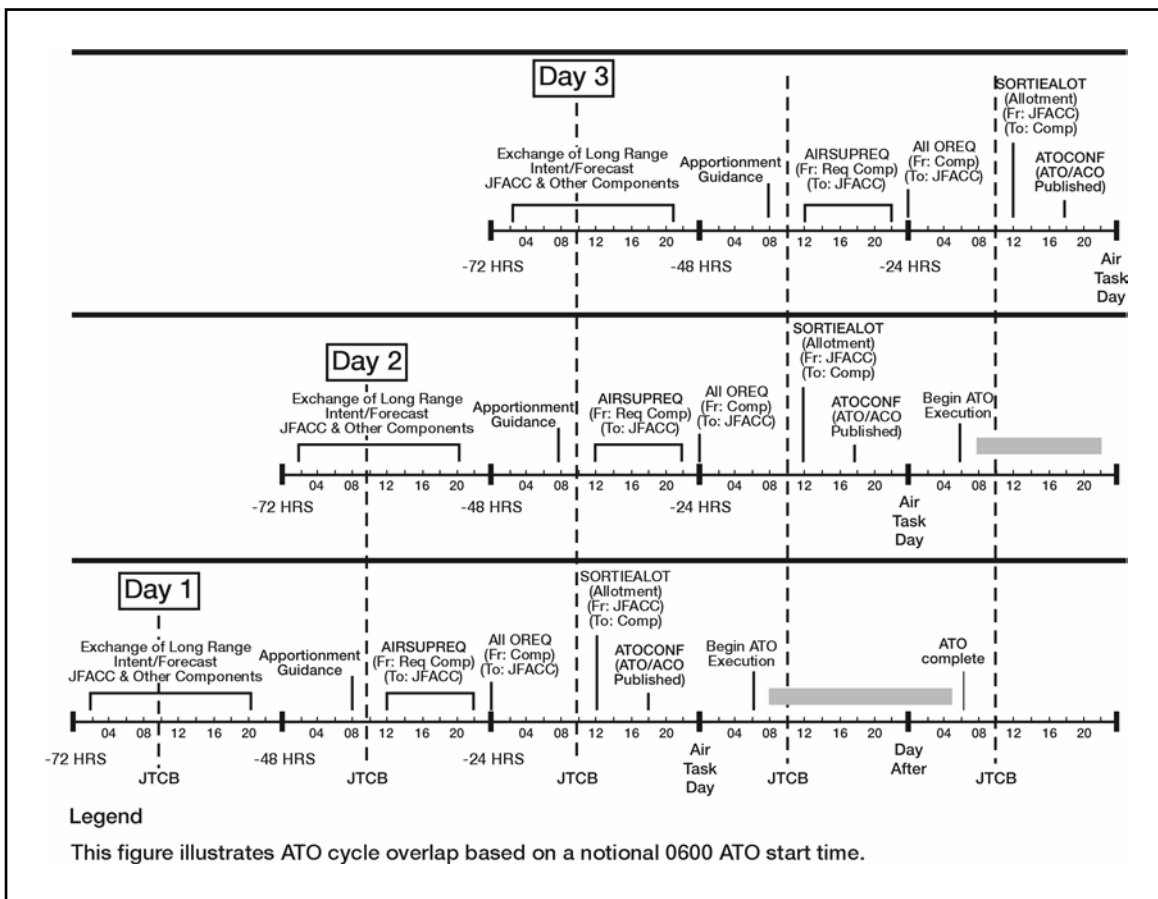 Day 3
SORTIEALOT
(Allotment)
(Fr: JFACC)
(To: Comp)
Exchange of Long Range
Intent/Forecast
JFACC & Other Components
Apportionment
Guidance
AIRSUPREQ
(Fr: Req Comp)
(To: JFACC)
All OREQ
(Fr: Comp)
(To: JFACC)
ATOCONF
(ATO/ACO
Published)
04 08 12 16 20 04 08 12 16 20 04 08 12 16 20
-72 HRS -48 HRS -24 HRS
Air
Task
Day
Day 2
SORTIEALOT
(Allotment)
(Fr: JFACC)
(To: Comp)
Exchange of Long Range
Intent/Forecast
JFACC & Other Components
Apportionment
Guidance
AIRSUPREQ
(Fr: Req Comp)
(To: JFACC)
All OREQ
(Fr: Comp)
(To: JFACC)
ATOCONF
(ATO/ACO
Published)
Begin ATO
Execution
04 08 12 16 20 04 08 12 16 20 04 08 12 16 20 04 08 12 16 20
-72 HRS -48 HRS -24 HRS
Air
Task
Day
Day 1
SORTIEALOT
(Allotment)
(Fr: JFACC)
(To: Comp)
Exchange of Long Range
Intent/Forecast
JFACC & Other Components
Apportionment
Guidance
AIRSUPREQ
(Fr: Req Comp)
(To: JFACC)
All OREQ
(Fr: Comp)
(To: JFACC)
ATOCONF
(ATO/ACO
Published)
Begin ATO
Execution
ATO
complete
04 08 12 16 20 04 08 12 16 20 04 08 12 16 20 04 08 12 16 20 04 08 12 16 20
-72 HRS -48 HRS -24 HRS
Air
Task
Day
Day
After
JTCB JTCB JTCB JTCB JTCB
Legend
This figure illustrates ATO cycle overlap based on a notional 0600 ATO start time.